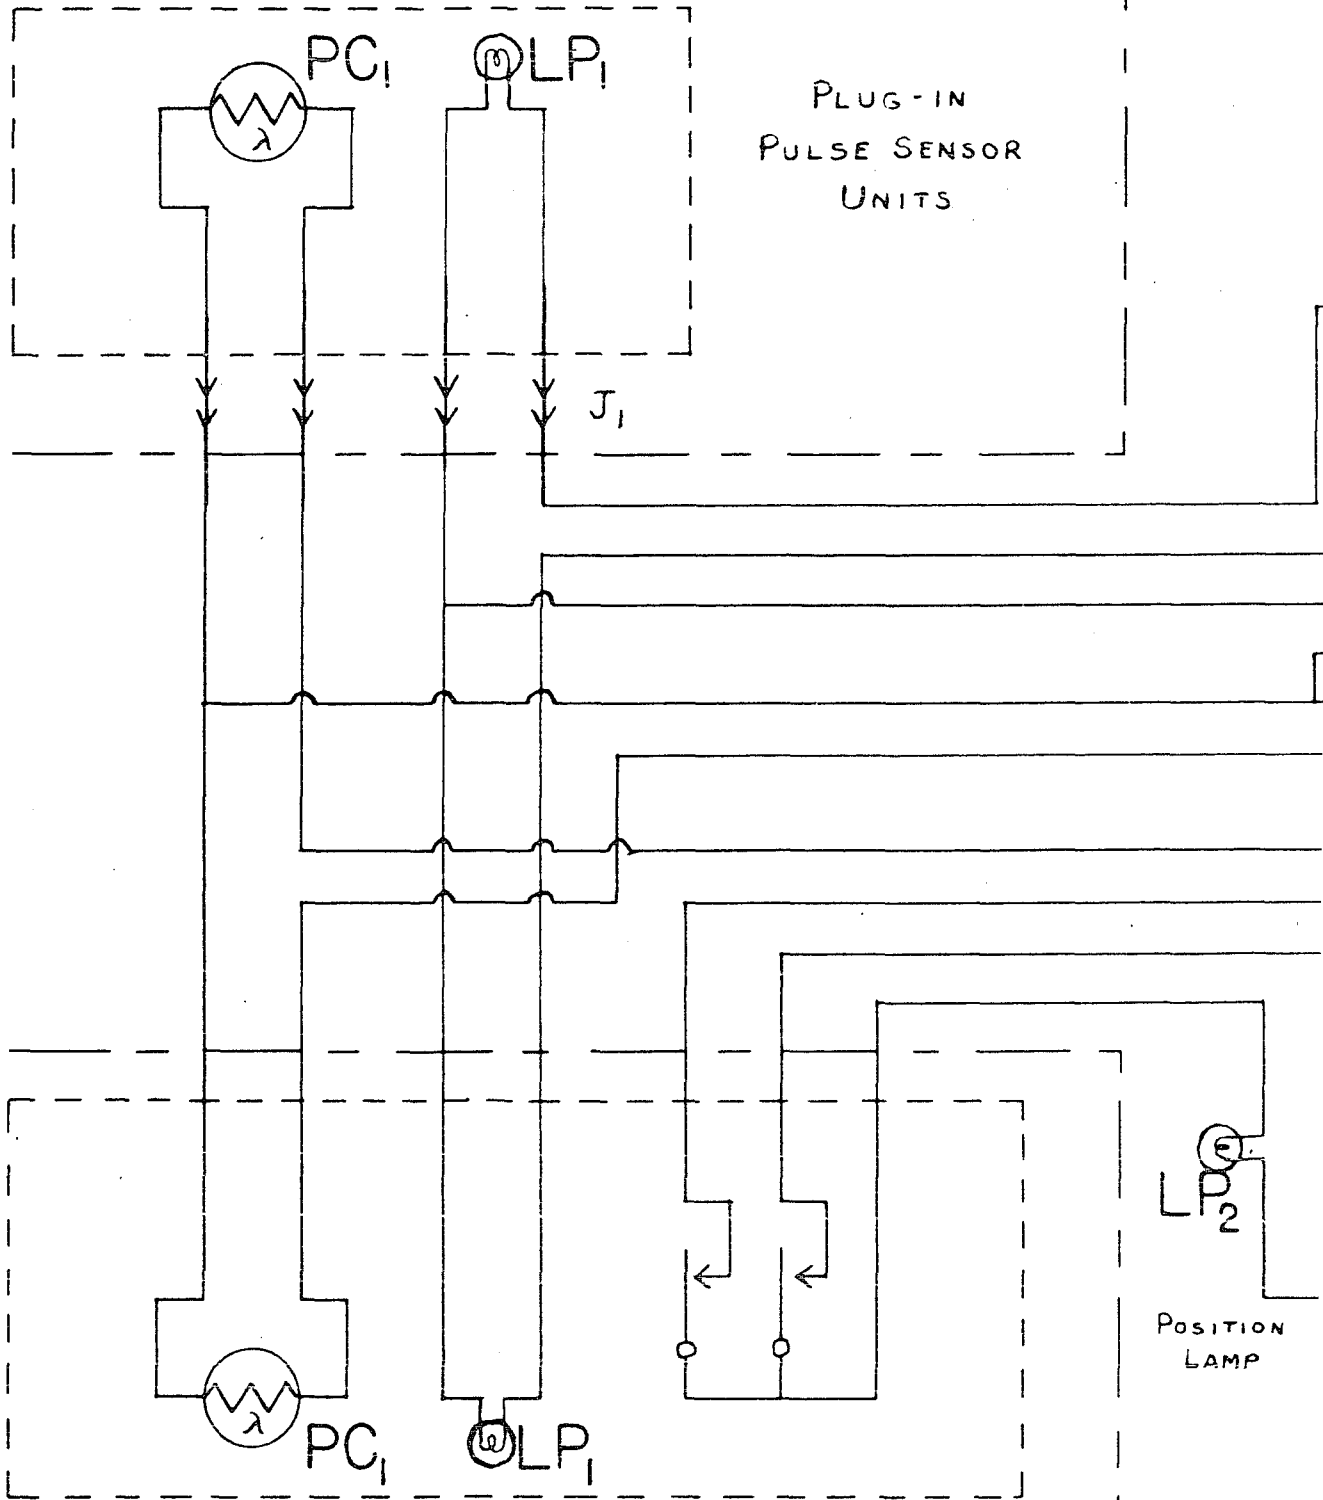 PC1
LP1
PLUG-IN
PULSE SENSOR
UNITS
λ
J1
LP2
POSITION
LAMP
λ
PC1
LP1